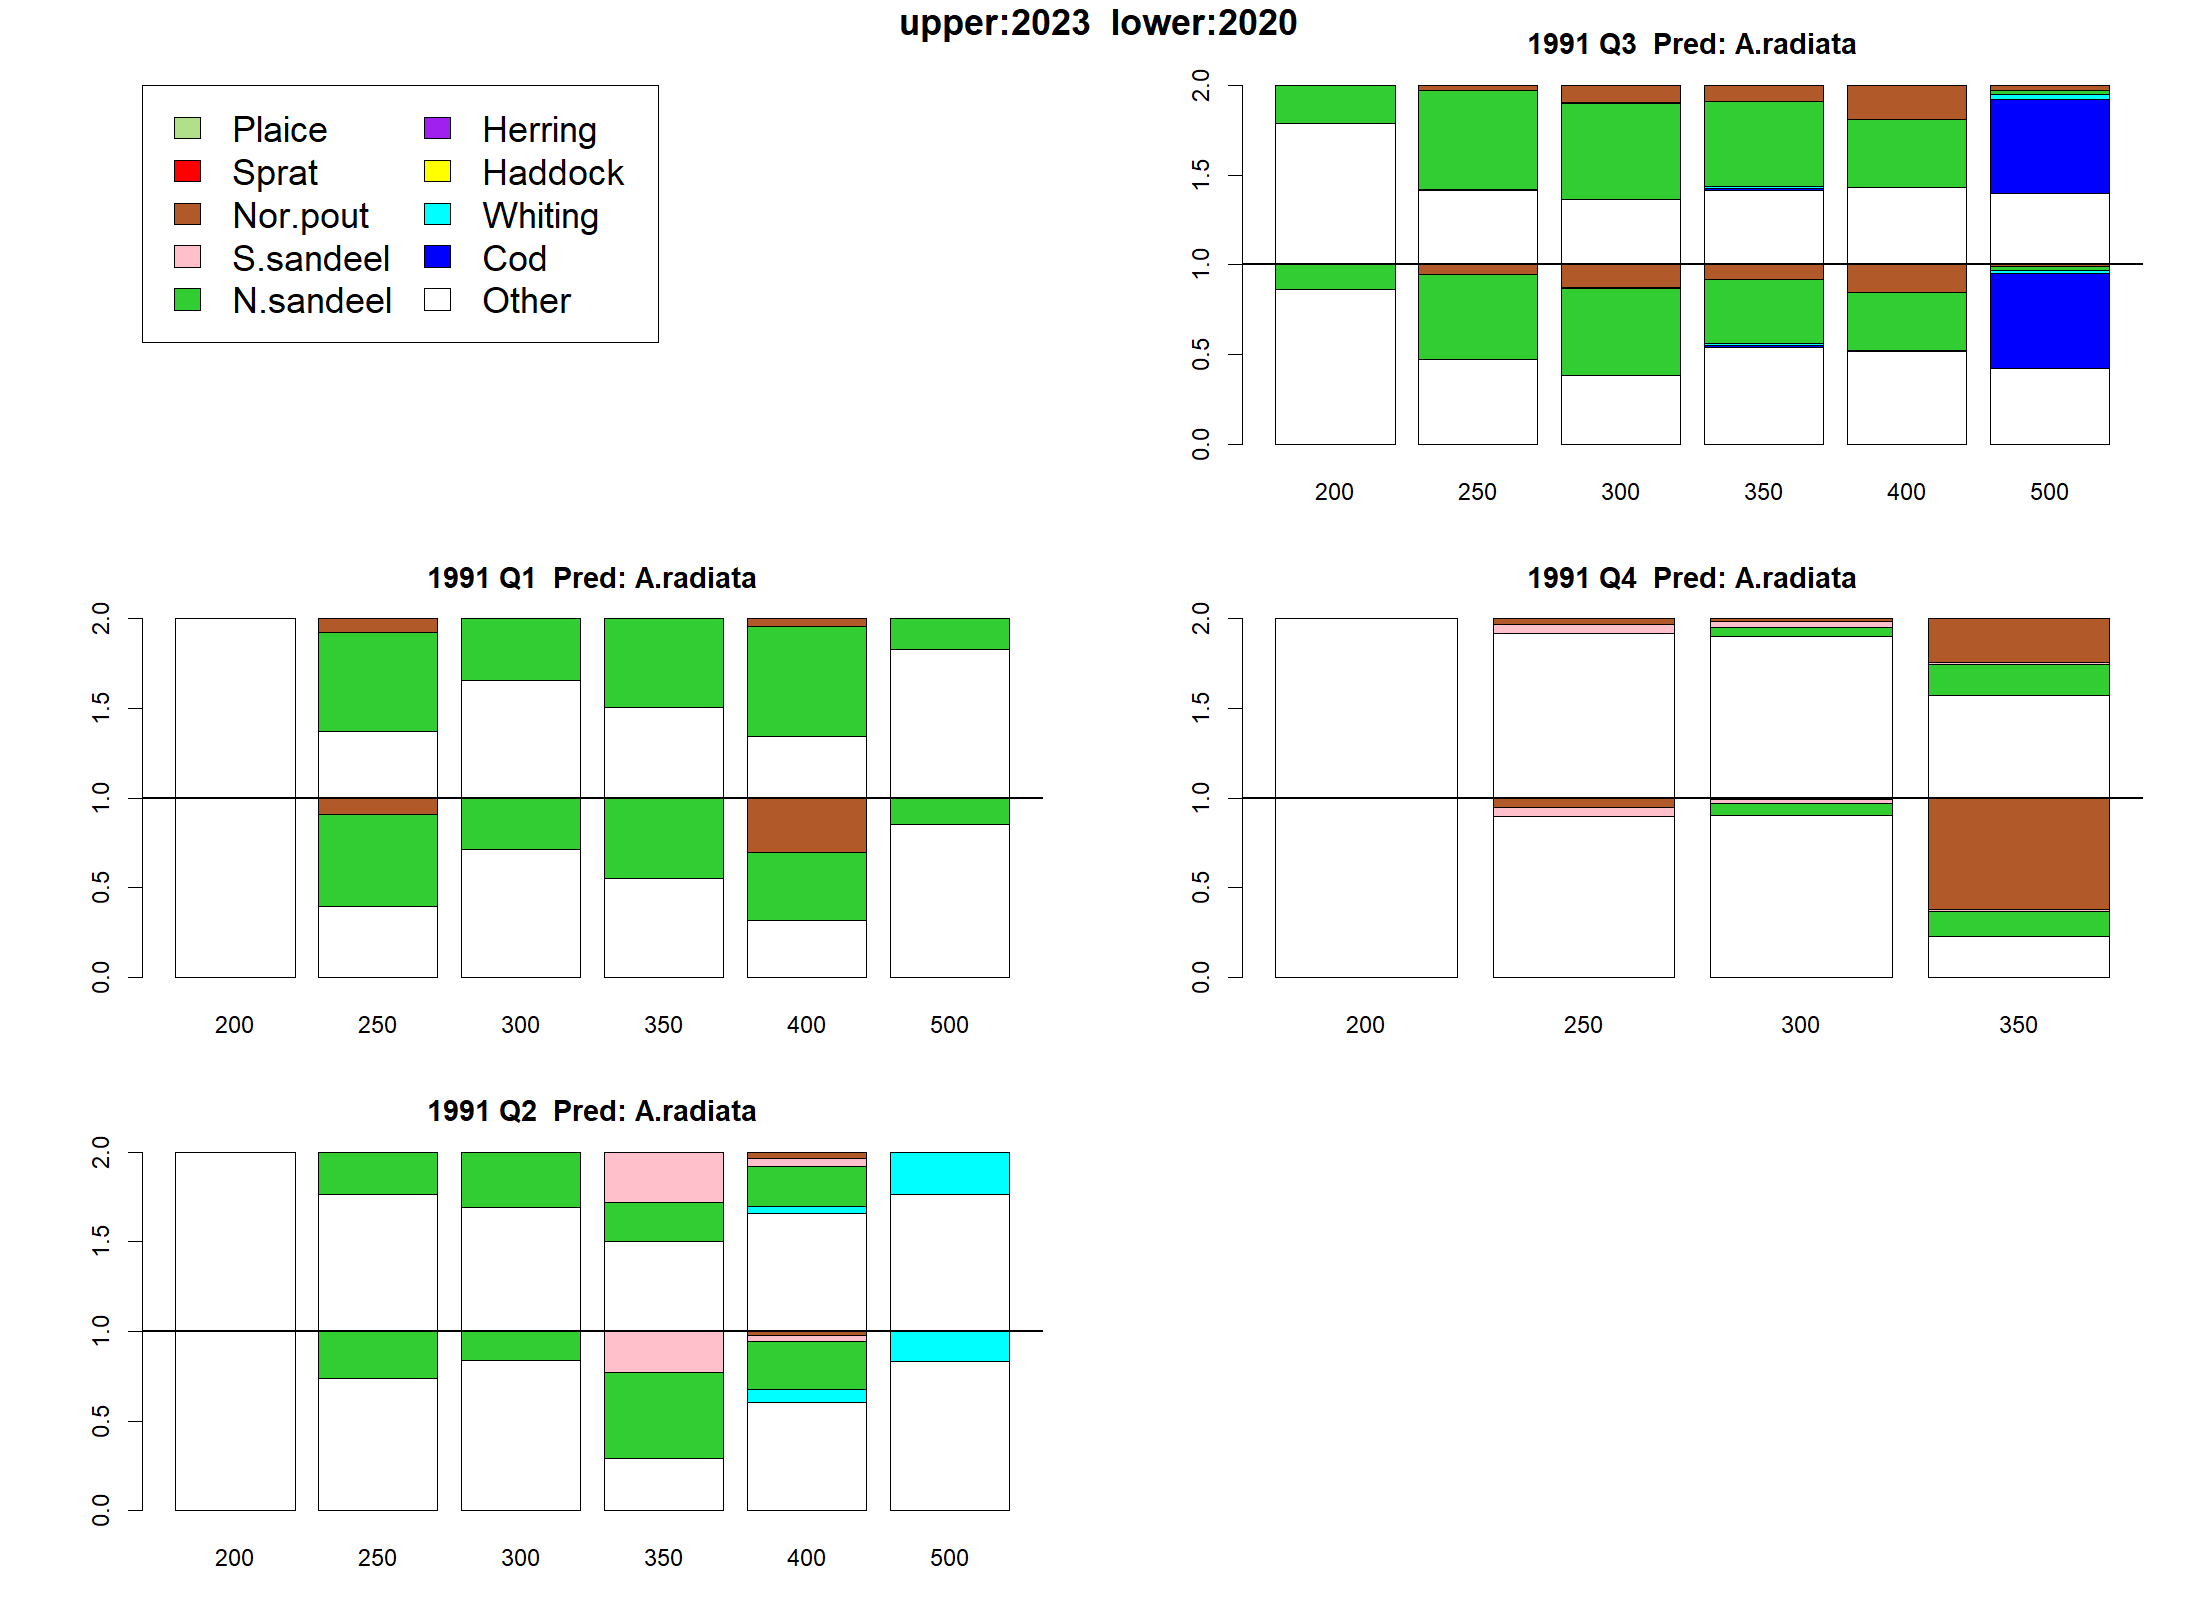 upper:2023  lower:2020
Plaice
Sprat
Nor.pout
S.sandeel
N.sandeel
Herring
Haddock
Whiting
Cod
Other
1991 Q3  Pred: A.radiata
2.0
1.5
1.0
0.5
0.0
200 250 300 350 400 500
1991 Q1  Pred: A.radiata
2.0
1.5
1.0
0.5
0.0
200 250 300 350 400 500
1991 Q4  Pred: A.radiata
2.0
1.5
1.0
0.5
0.0
200 250 300 350
1991 Q2  Pred: A.radiata
2.0
1.5
1.0
0.5
0.0
200 250 300 350 400 500